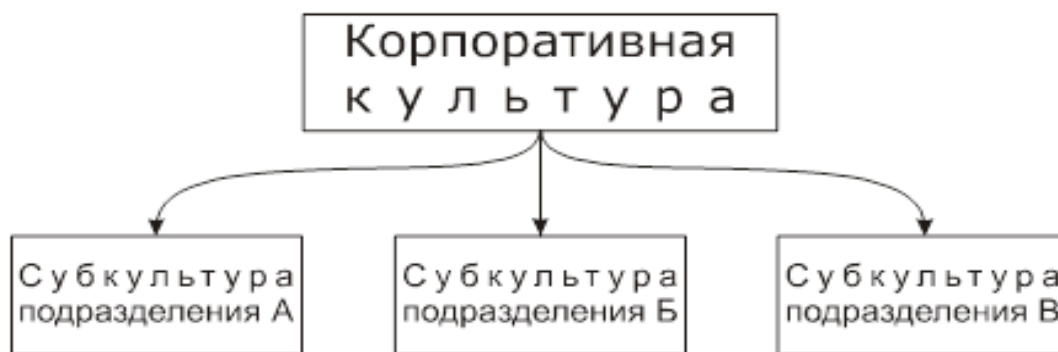 Корпоративная
культура
Субкультура
подразделения А
Субкультура
подразделения Б
Субкультура
подразделения В